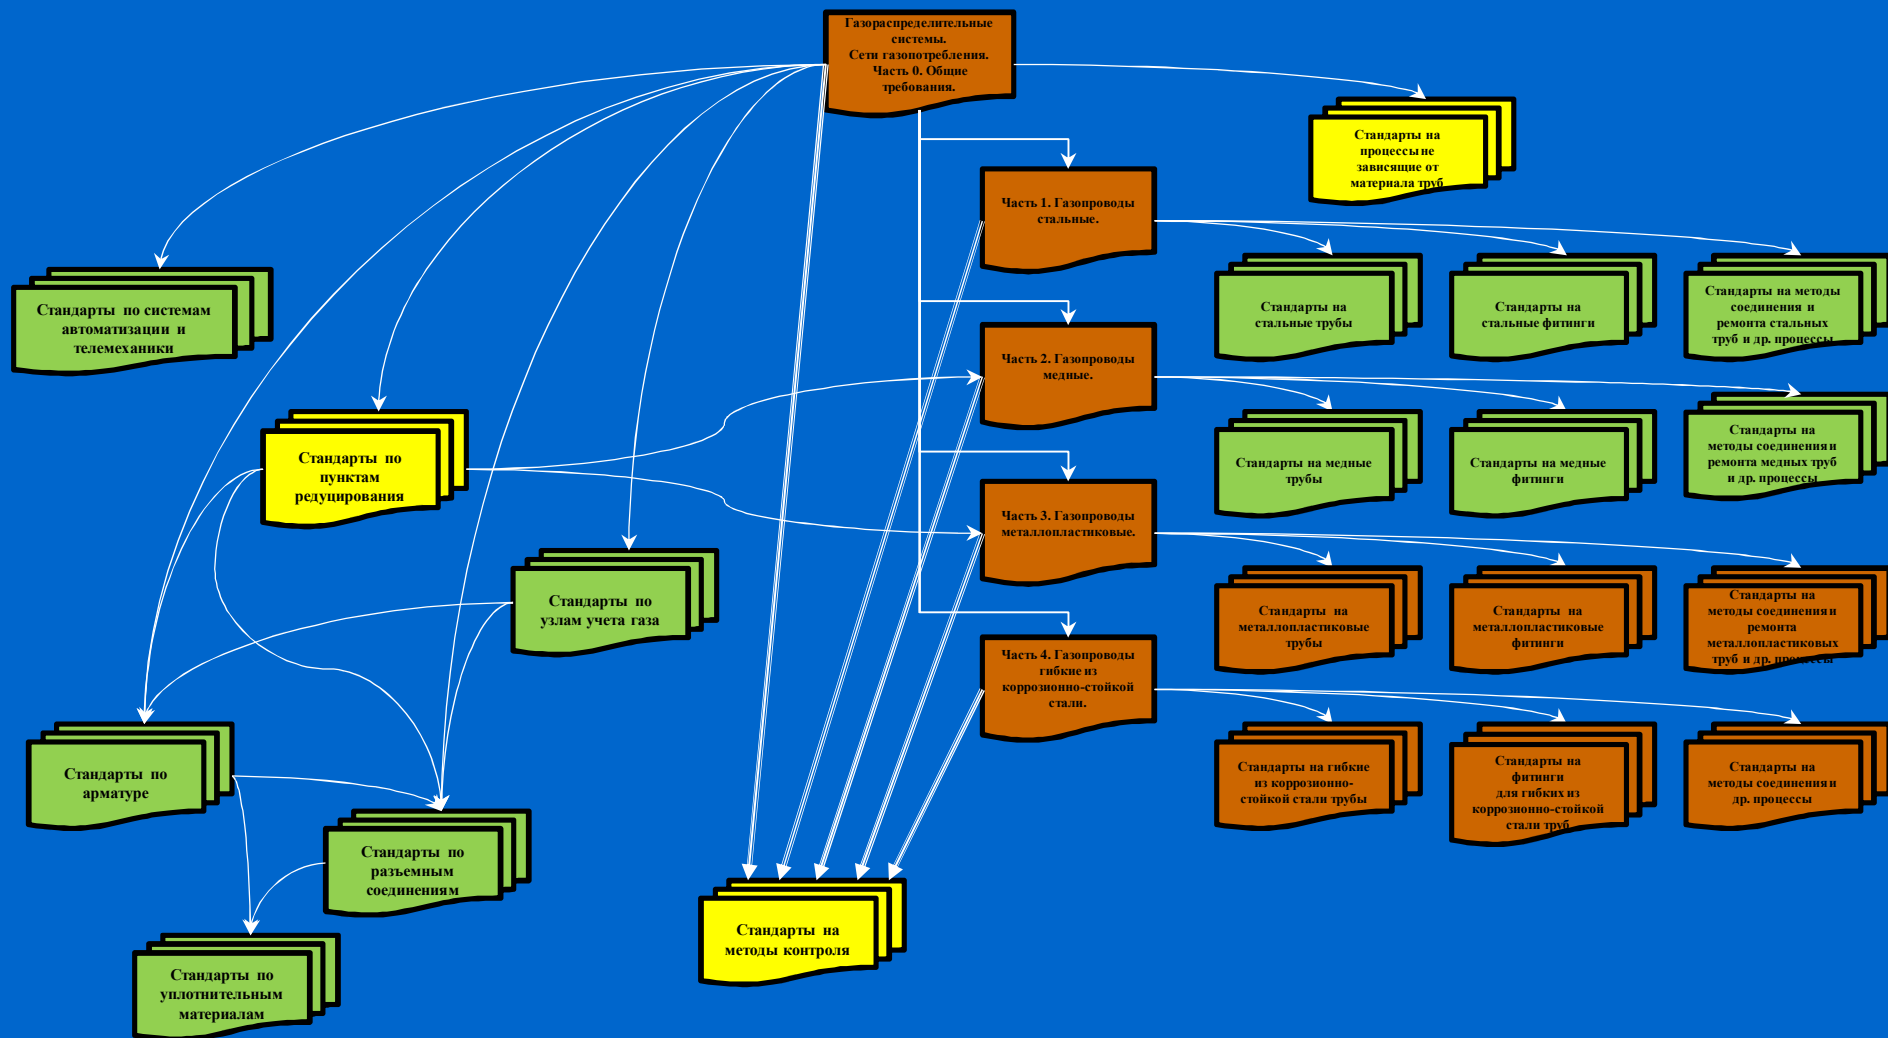 Газораспределительные
системы.
Сети газопотребления.
Часть 0. Общие
требования.
Стандарты на
процессы не
зависящие от
материала труб
Часть 1. Газопроводы
стальные.
Стандарты на
стальные трубы
Стандарты на
стальные фитинги
Стандарты на методы
соединения и
ремонта стальных
труб и др. процессы
Стандарты по системам
автоматизации и
телемеханики
Часть 2. Газопроводы
медные.
Стандарты на медные
трубы
Стандарты на медные
фитинги
Стандарты на
методы соединения и
ремонта медных труб
и др. процессы
Стандарты по
пунктам
редуцирования
Часть 3. Газопроводы
металлопластиковые.
Стандарты на
металлопластиковые
трубы
Стандарты на
металлопластиковые
фитинги
Стандарты на
методы соединения и
ремонта
металлопластиковых
труб и др. процессы
Стандарты по
узлам учета газа
Часть 4. Газопроводы
гибкие из
коррозионно-стойкой
стали.
Стандарты на гибкие
из коррозионно-
стойкой стали трубы
Стандарты на
фитинги
для гибких из
коррозионно-стойкой
стали труб
Стандарты на
методы соединения и
др. процессы
Стандарты по
арматуре
Стандарты по
разъемным
соединениям
Стандарты на
методы контроля
Стандарты по
уплотнительным
материалам